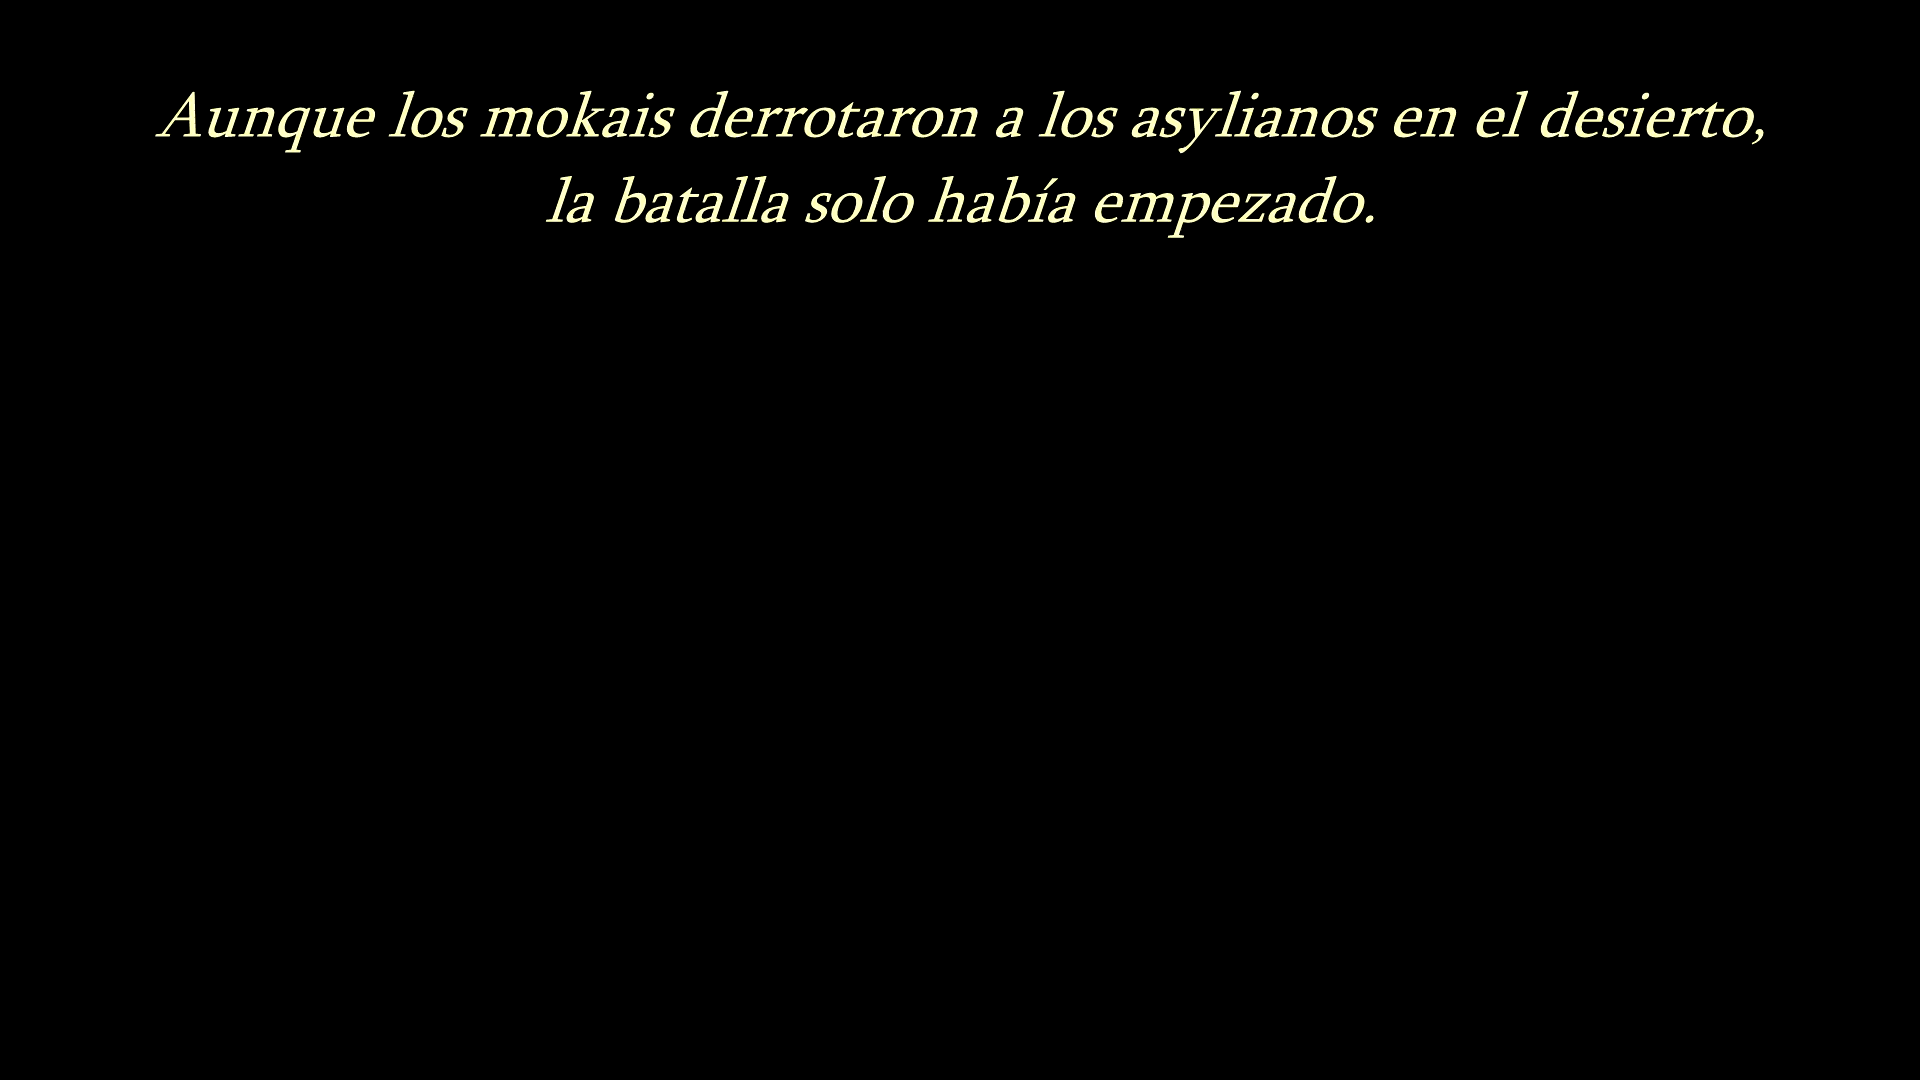 Aunque los mokais derrotaron a los asylianos en el desierto,
la batalla solo había empezado.